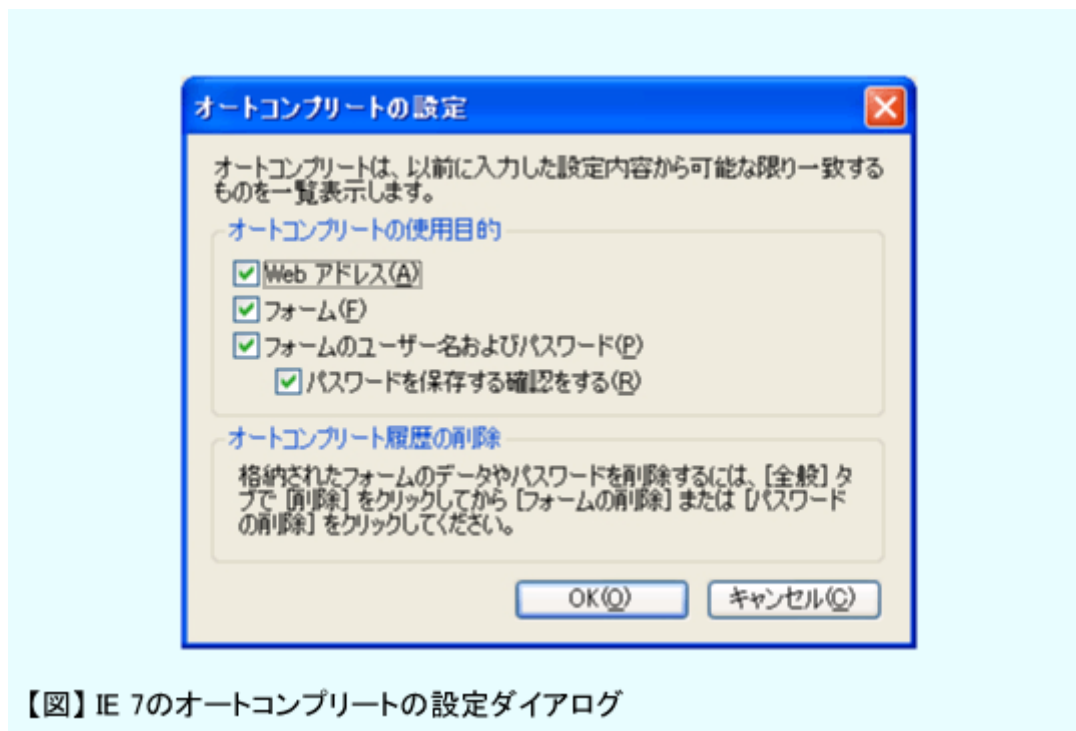 オートコンプリートの設定
オートコンプリートは、以前に入力した設定内容から可能な限り一致する
ものを一覧表示します。
オートコンプリートの使用目的
Web アドレス(A)
フォーム(F)
フォームのユーザー名およびパスワード(P)
パスワードを保存する確認をする(R)
オートコンプリート履歴の削除
格納されたフォームのデータやパスワードを削除するには、[全般] タ
ブで [削除] をクリックしてから [フォームの削除] または [パスワード
の削除] をクリックしてください。
OK(O)
キャンセル(C)
【図】 IE 7のオートコンプリートの設定ダイアログ